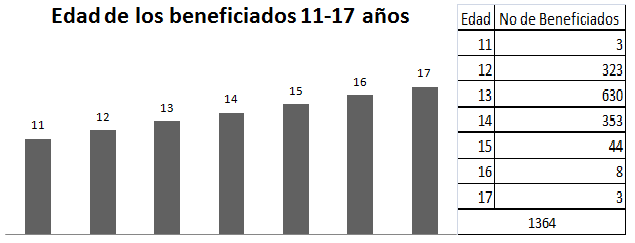 Edad de los beneficiados 11-17 años
11 12 13 14 15 16 17
Edad No de Beneficiados
11 3
12 323
13 630
14 353
15 44
16 8
17 3
1364